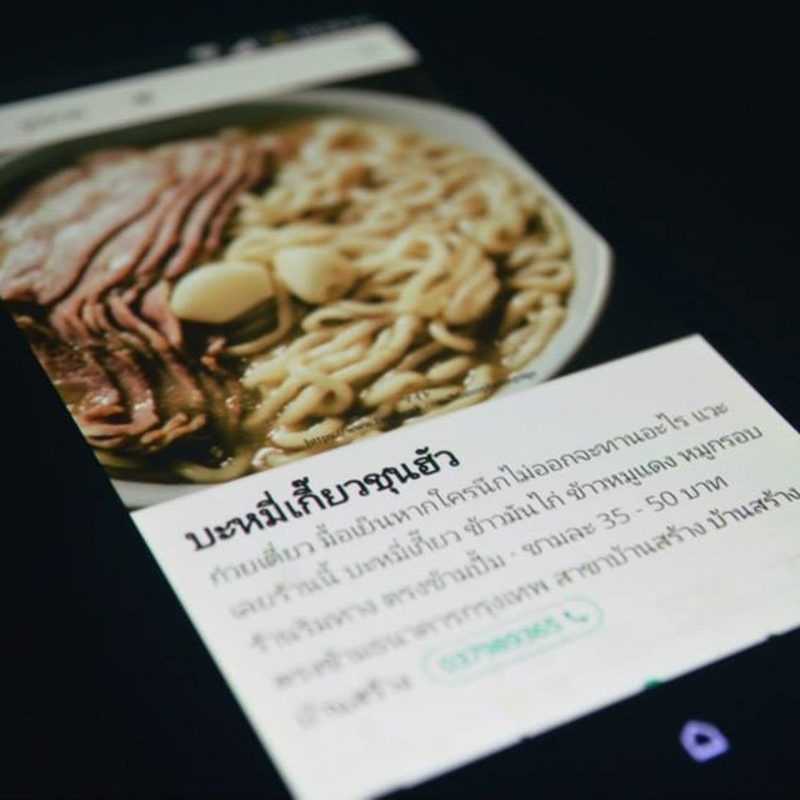 บะหมี่เกี๊ยวชุนฮ้ว
ก๋วยเตี๋ยว มื้อเย็นหากใครนึกไม่ออกจะทานอะไร แวะ
เลยร้านนี้ บะหมี่เกี๊ยว ข้าวมันไก่ ข้าวหมูแดง หมูกรอบ
ร้านริมทาง ตรงข้ามปั้ม · ชามละ 35 - 50 บาท
ตรงข้ามธนาคารกรุงเทพ สาขาบ้านสร้าง บ้านสร้าง
บ้านสร้าง